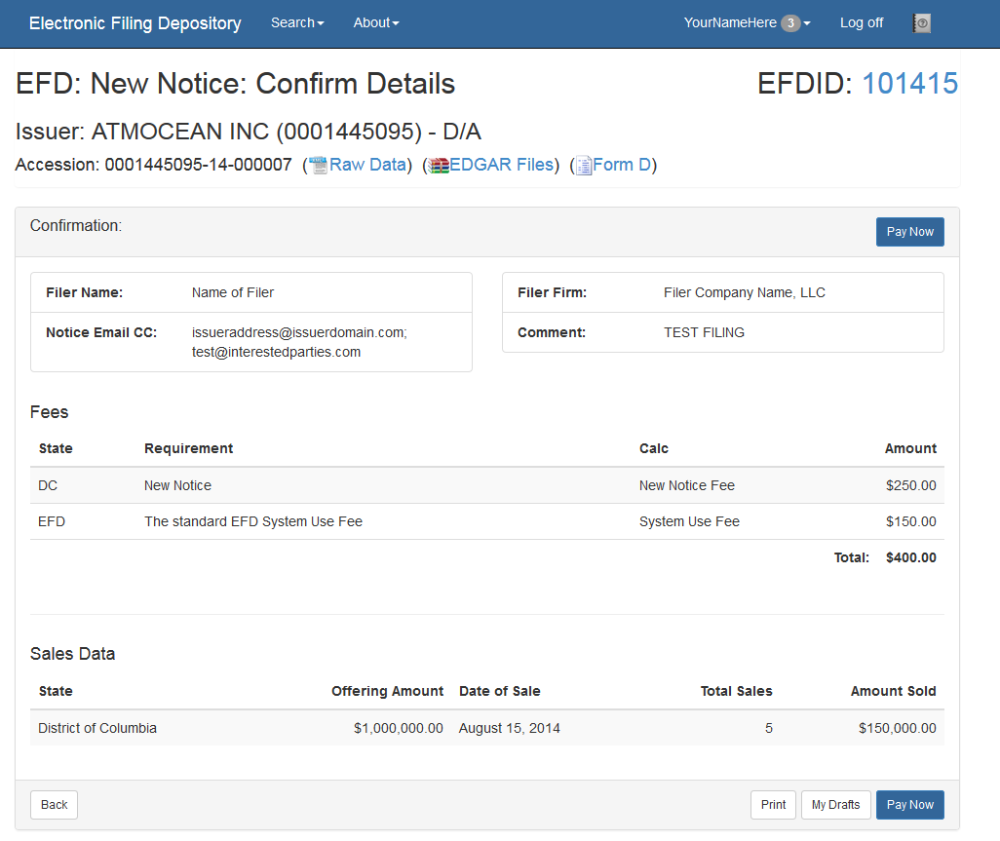 Electronic Filing Depository Search About YourNameHere 3 Log off
EFD: New Notice: Confirm Details EFDID: 101415
Issuer: ATMOCEAN INC (0001445095) - D/A
Accession: 0001445095-14-000007 (Raw Data) (EDGAR Files) (Form D)
Confirmation: Pay Now
Filer Name: Name of Filer Filer Firm: Filer Company Name, LLC
Notice Email CC: issueraddress@issuerdomain.com; Comment: TEST FILING
test@interestedparties.com
Fees
State Requirement Calc Amount
DC New Notice New Notice Fee $250.00
EFD The standard EFD System Use Fee System Use Fee $150.00
Total: $400.00
Sales Data
State Offering Amount Date of Sale Total Sales Amount Sold
District of Columbia $1,000,000.00 August 15, 2014 5 $150,000.00
Back Print My Drafts Pay Now